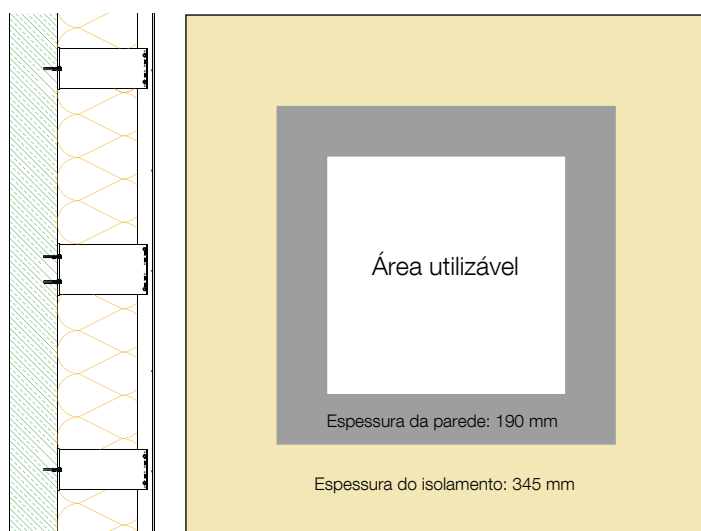 Área utilizável
Espessura da parede: 190 mm
Espessura do isolamento: 345 mm